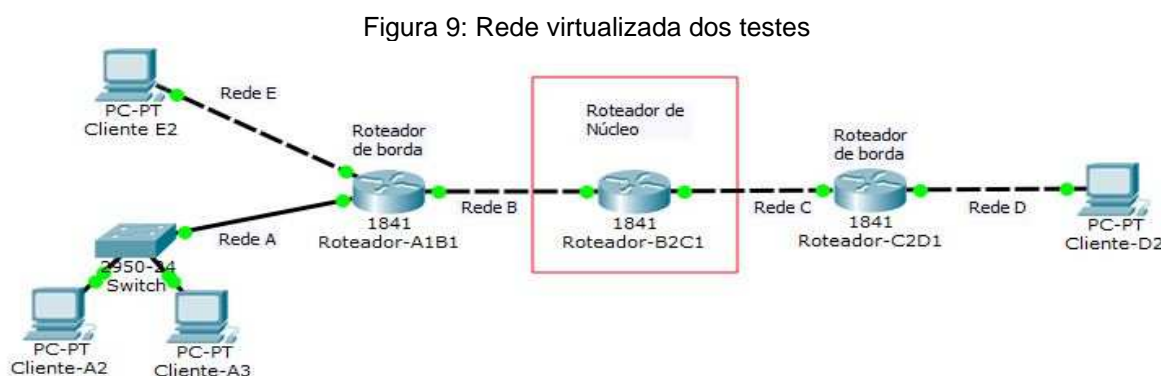 Figura 9: Rede virtualizada dos testes
PC-PT
Cliente E2
Rede E
Roteador
de borda
1841
Roteador-A1B1
Rede B
Roteador de
Núcleo
1841
Roteador-B2C1
Rede C
Roteador
de borda
1841
Roteador-C2D1
Rede D
PC-PT
Cliente-D2
Rede A
2950-24
Switch
PC-PT
Cliente-A2
PC-PT
Cliente-A3